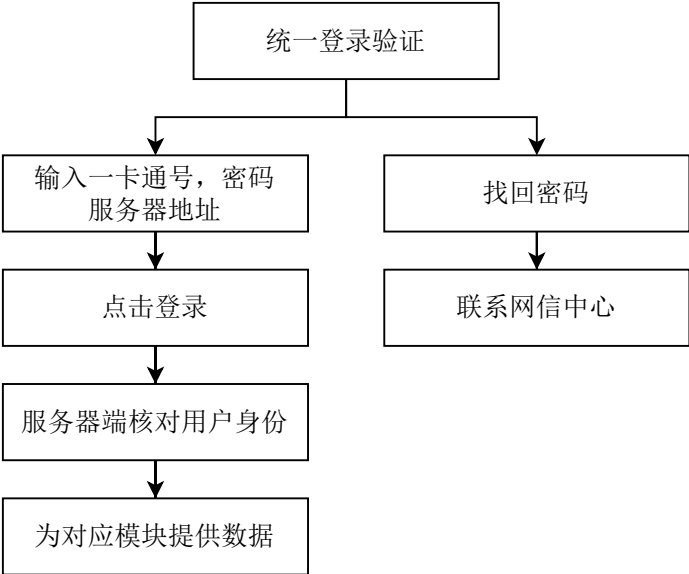 统一登录验证
输入一卡通号，密码
服务器地址
找回密码
点击登录
联系网信中心
服务器端核对用户身份
为对应模块提供数据